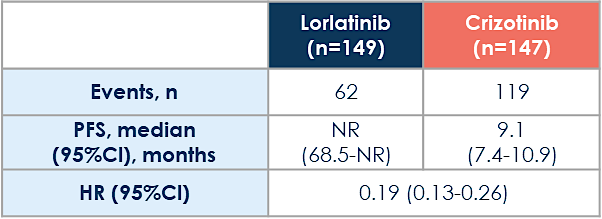 Lorlatinib
(n=149)
Crizotinib
(n=147)
Events, n
62
119
PFS, median
(95%CI), months
NR
(68.5-NR)
9.1
(7.4-10.9)
HR (95%CI)
0.19 (0.13-0.26)